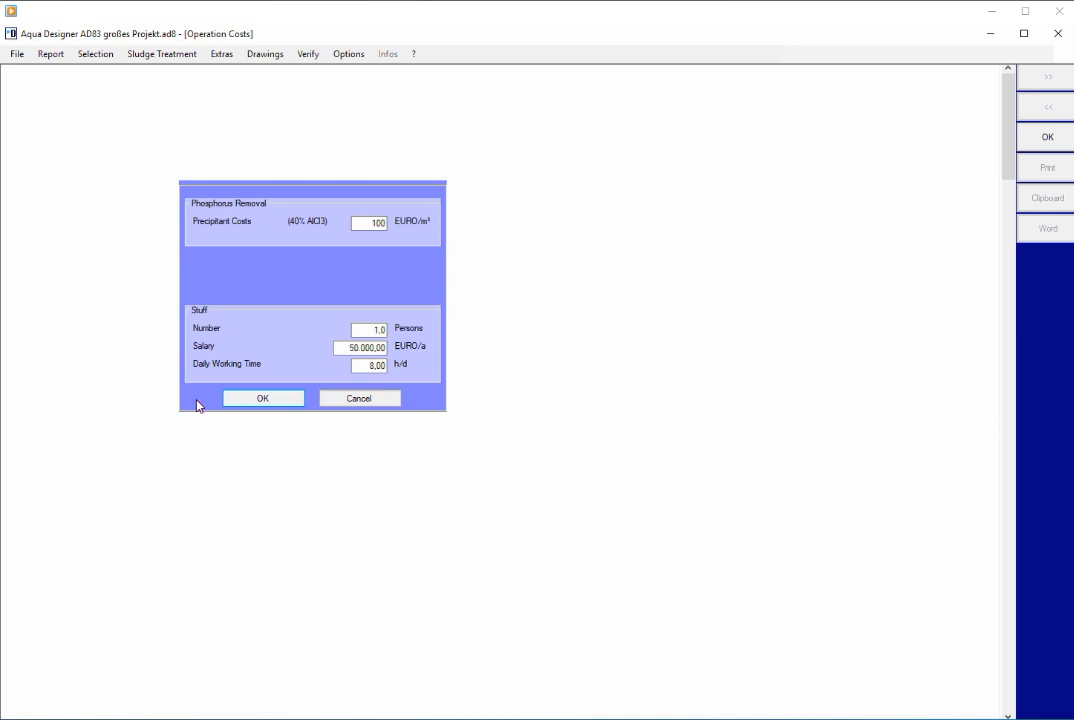 Aqua Designer AD83 großes Projekt.ad8 - [Operation Costs]
File Report Selection Sludge Treatment Extras Drawings Verify Options Infos ?
>>
<<
OK
Print
Clipboard
Word
Phosphorus Removal
Precipitant Costs (40% AlCl3) 100 EURO/m³
Stuff
Number 1,0 Persons
Salary 50.000,00 EURO/a
Daily Working Time 8,00 h/d
OK Cancel